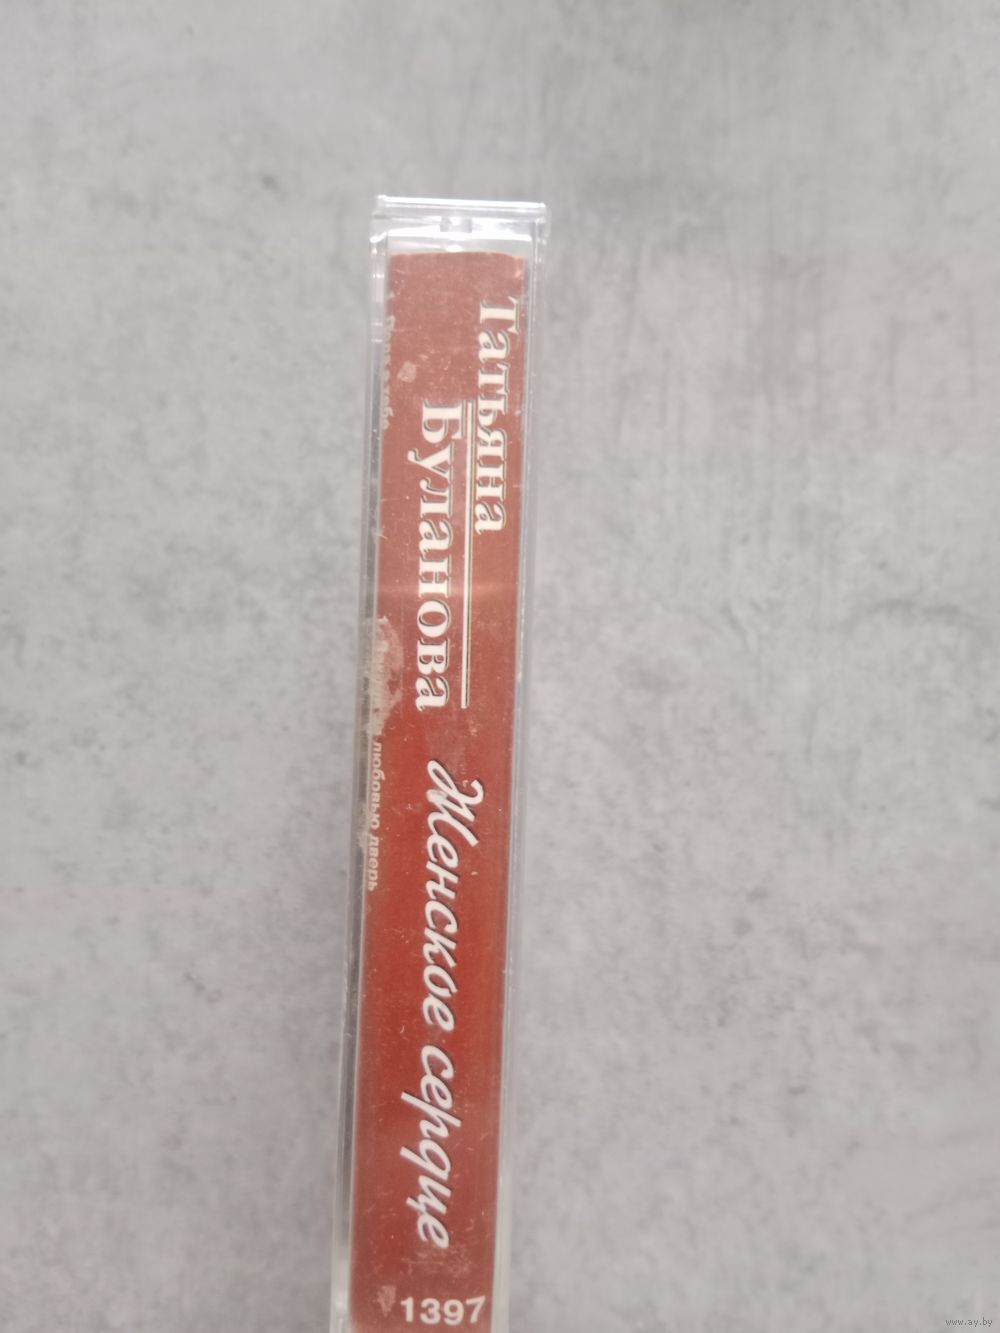 Татьяна
Буланова
Женское сердце
1397
любовью дверь
www.ay.by